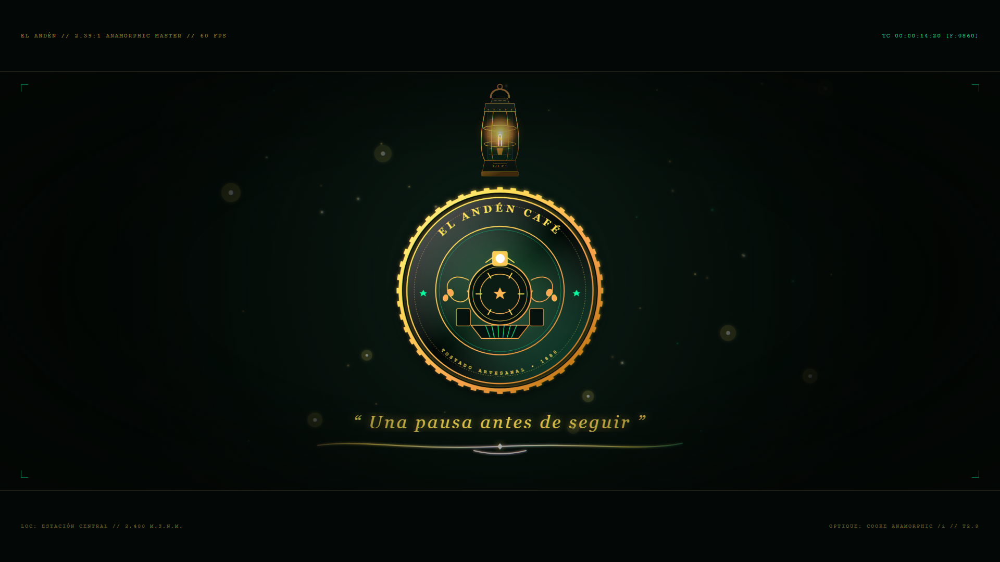 EL ANDÉN // 2.39:1 ANAMORPHIC MASTER // 60 FPS
TC 00:00:14:20 [F:0860]
EL ANDÉN CAFÉ
TOSTADO ARTESANAL • 1888
“ Una pausa antes de seguir ”
LOC: ESTACIÓN CENTRAL // 2,400 M.S.N.M.
OPTIQUE: COOKE ANAMORPHIC /i // T2.3